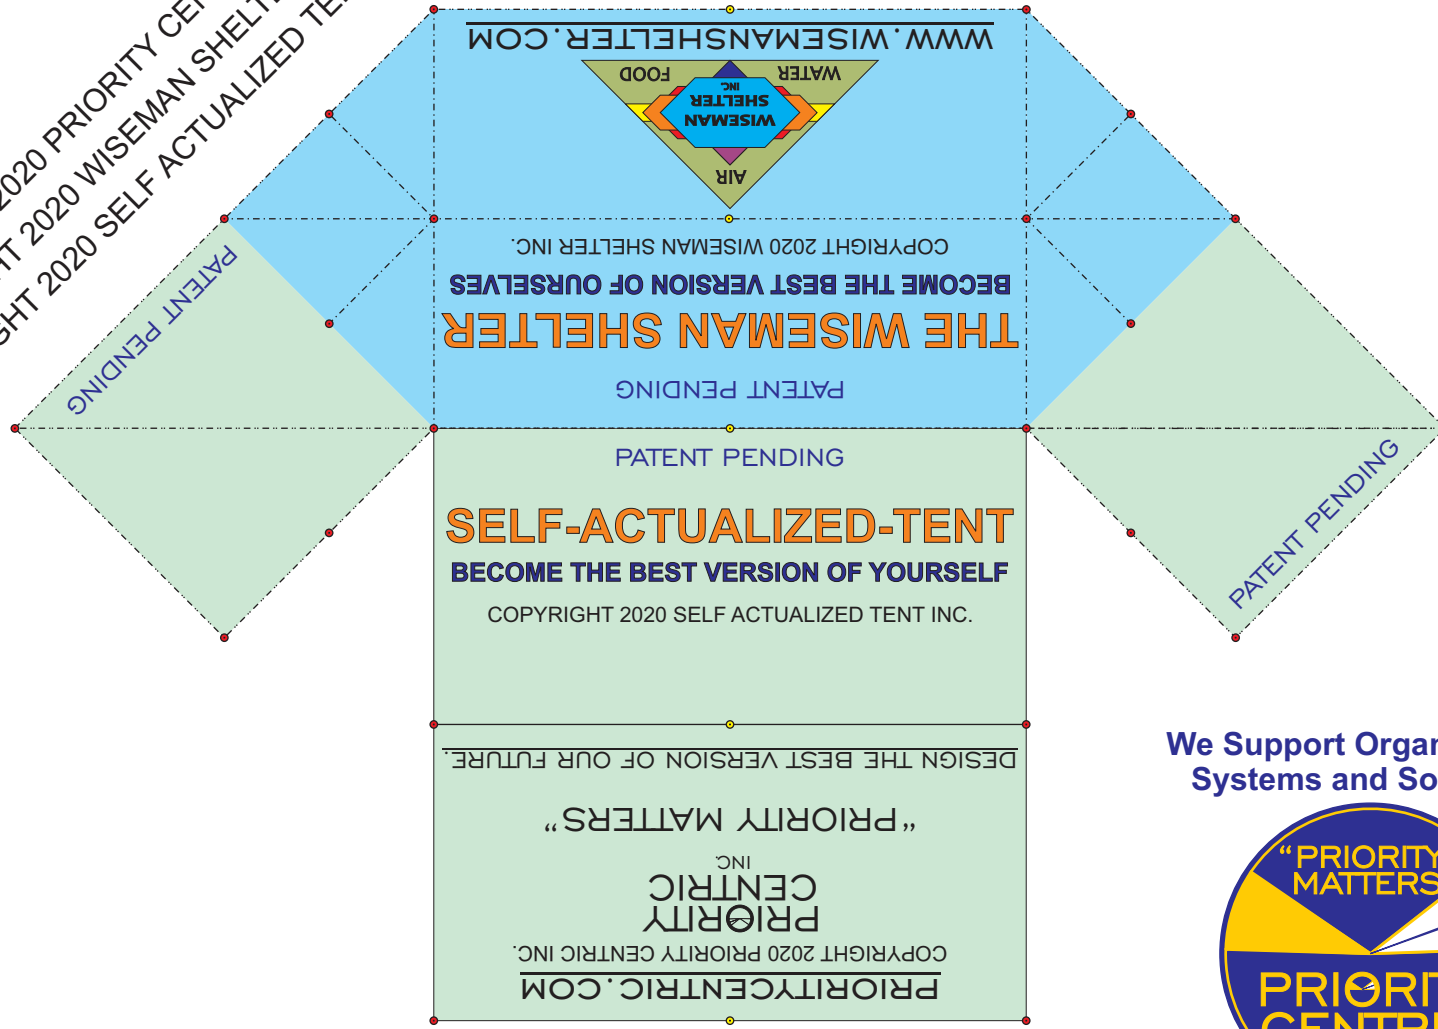 2020 PRIORITY CEN
HT 2020 WISEMAN SHELT
GHT 2020 SELF ACTUALIZED TE
WWW.WISEMANSHELTER.COM
WATER
FOOD
WISEMAN
SHELTER
INC
AIR
COPYRIGHT 2020 WISEMAN SHELTER INC.
BECOME THE BEST VERSION OF OURSELVES
THE WISEMAN SHELTER
PATENT PENDING
PATENT PENDING
PATENT PENDING
SELF-ACTUALIZED-TENT
BECOME THE BEST VERSION OF YOURSELF
COPYRIGHT 2020 SELF ACTUALIZED TENT INC.
PATENT PENDING
DESIGN THE BEST VERSION OF OUR FUTURE.
"PRIORITY MATTERS"
PRIORITY
CENTRIC
INC.
COPYRIGHT 2020 PRIORITY CENTRIC INC.
PRIORITYCENTRIC.COM
We Support Organ
Systems and So
"PRIORITY
MATTERS
PRIORIT
CENTRI